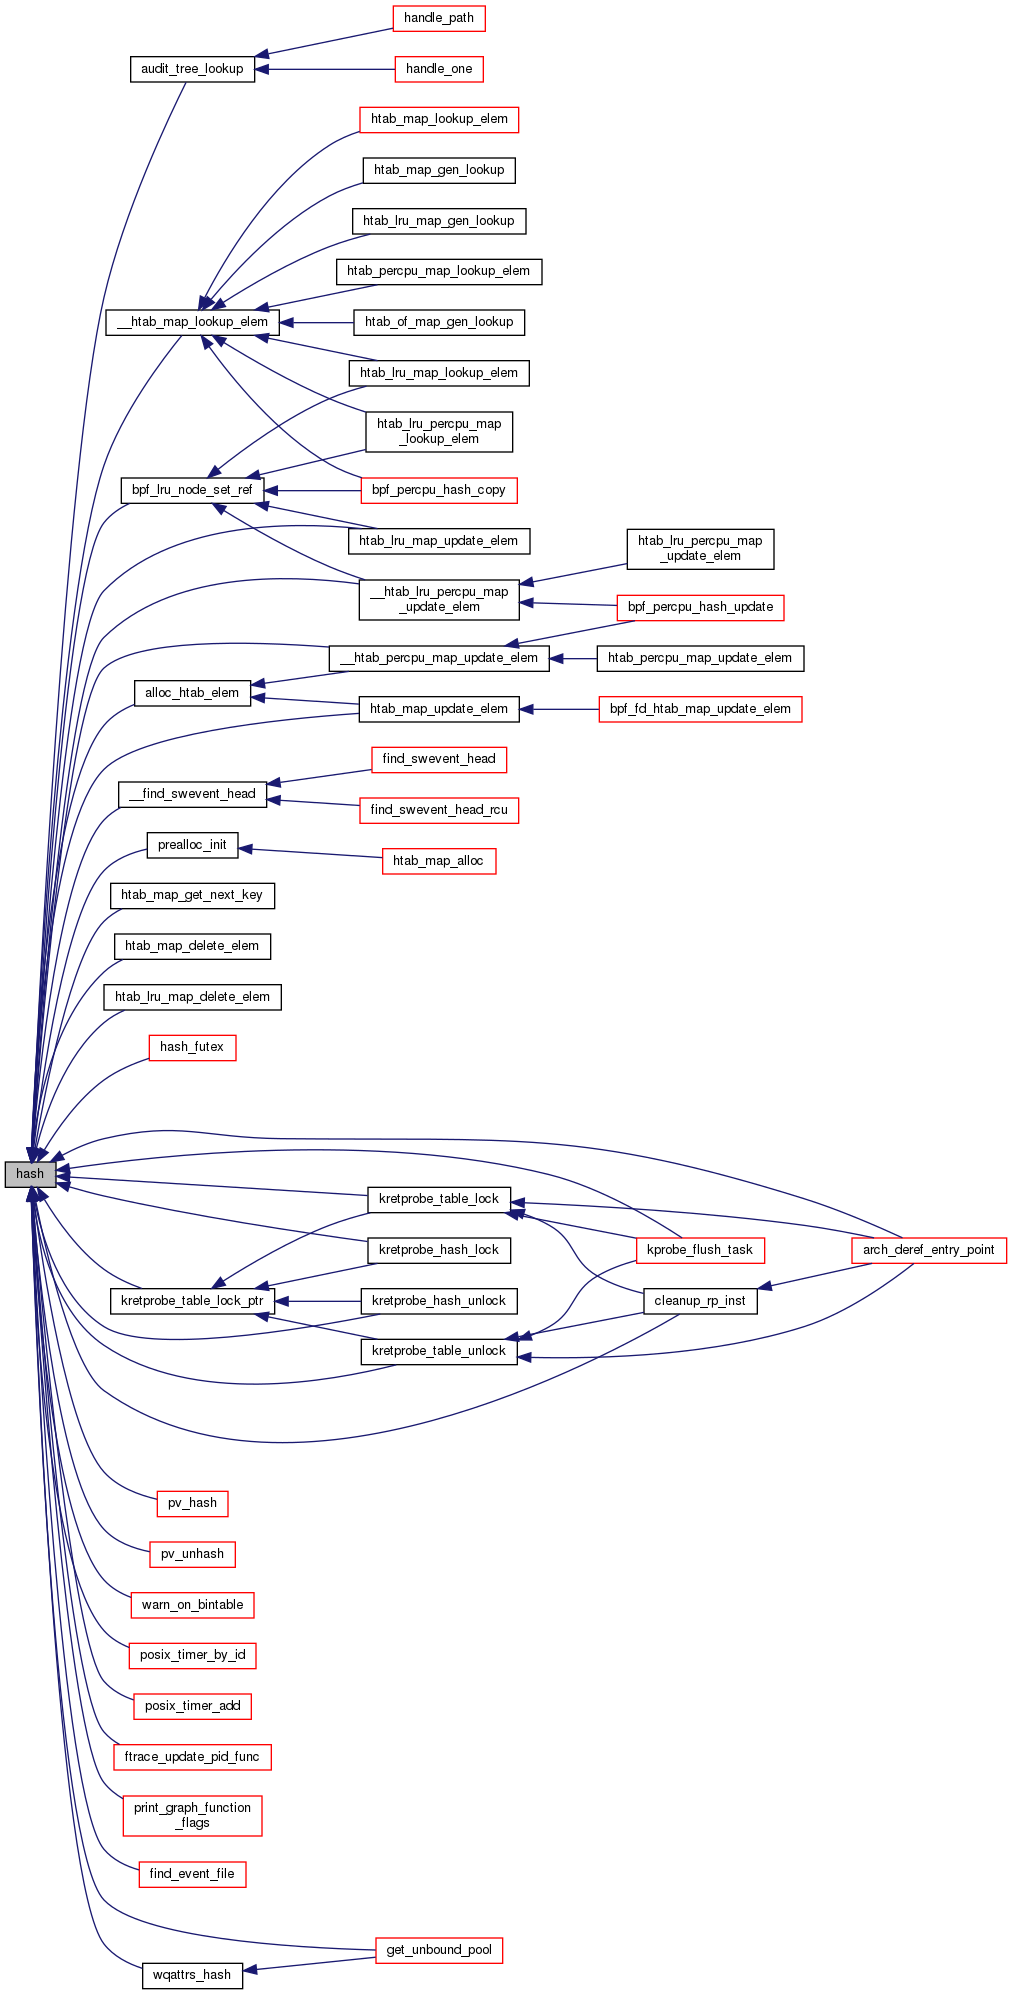 handle_path
audit_tree_lookup
handle_one
htab_map_lookup_elem
htab_map_gen_lookup
htab_lru_map_gen_lookup
htab_percpu_map_lookup_elem
__htab_map_lookup_elem
htab_of_map_gen_lookup
htab_lru_map_lookup_elem
htab_lru_percpu_map
_lookup_elem
bpf_lru_node_set_ref
bpf_percpu_hash_copy
htab_lru_map_update_elem
htab_lru_percpu_map
_update_elem
__htab_lru_percpu_map
_update_elem
bpf_percpu_hash_update
__htab_percpu_map_update_elem
htab_percpu_map_update_elem
alloc_htab_elem
htab_map_update_elem
bpf_fd_htab_map_update_elem
find_swevent_head
__find_swevent_head
find_swevent_head_rcu
prealloc_init
htab_map_alloc
htab_map_get_next_key
htab_map_delete_elem
htab_lru_map_delete_elem
hash_futex
hash
kretprobe_table_lock
kretprobe_hash_lock
kprobe_flush_task
arch_deref_entry_point
kretprobe_table_lock_ptr
kretprobe_hash_unlock
cleanup_rp_inst
kretprobe_table_unlock
pv_hash
pv_unhash
warn_on_bintable
posix_timer_by_id
posix_timer_add
ftrace_update_pid_func
print_graph_function
_flags
find_event_file
get_unbound_pool
wqattrs_hash